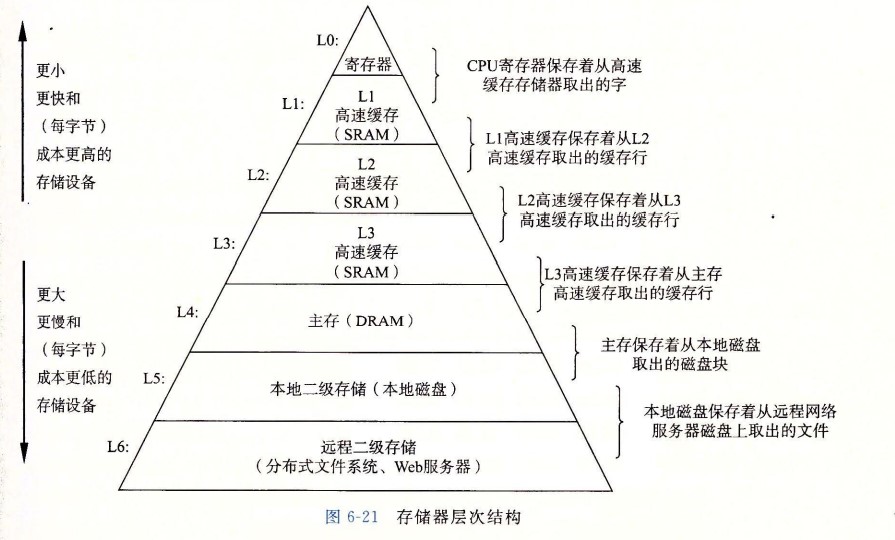 更小
更快和
（每字节）
成本更高的
存储设备
更大
更慢和
（每字节）
成本更低的
存储设备
L0:
寄存器
L1:
L1
高速缓存
（SRAM）
L2:
L2
高速缓存
（SRAM）
L3:
L3
高速缓存
（SRAM）
L4:
主存（DRAM）
L5:
本地二级存储（本地磁盘）
L6:
远程二级存储
（分布式文件系统、Web服务器）
CPU寄存器保存着从高速
缓存存储器取出的字
L1高速缓存保存着从L2
高速缓存取出的缓存行
L2高速缓存保存着从L3
高速缓存取出的缓存行
L3高速缓存保存着从主存
高速缓存取出的缓存行
主存保存着从本地磁盘
取出的磁盘块
本地磁盘保存着从远程网络
服务器磁盘上取出的文件
图 6-21 存储器层次结构